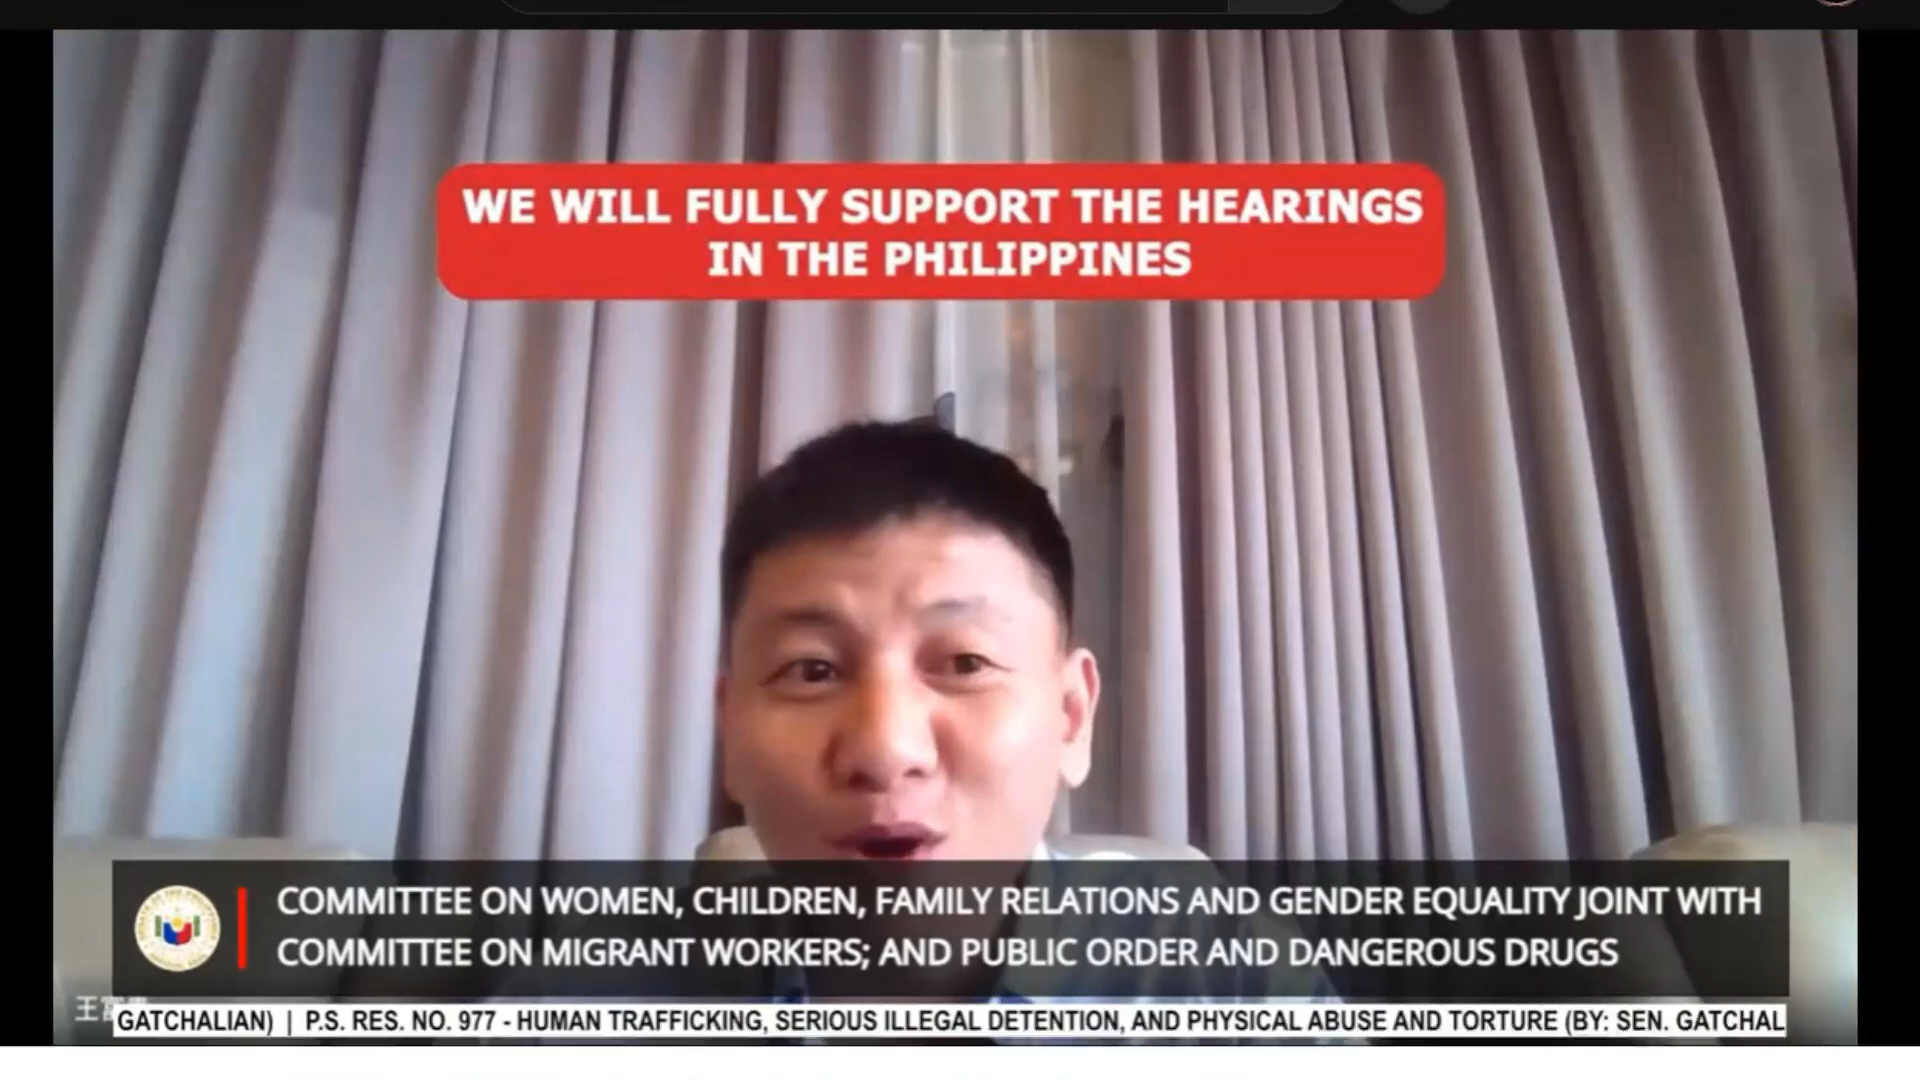 WE WILL FULLY SUPPORT THE HEARINGS
IN THE PHILIPPINES
COMMITTEE ON WOMEN, CHILDREN, FAMILY RELATIONS AND GENDER EQUALITY JOINT WITH
COMMITTEE ON MIGRANT WORKERS; AND PUBLIC ORDER AND DANGEROUS DRUGS
王富
GATCHALIAN) | P.S. RES. NO. 977 - HUMAN TRAFFICKING, SERIOUS ILLEGAL DETENTION, AND PHYSICAL ABUSE AND TORTURE (BY: SEN. GATCHAL